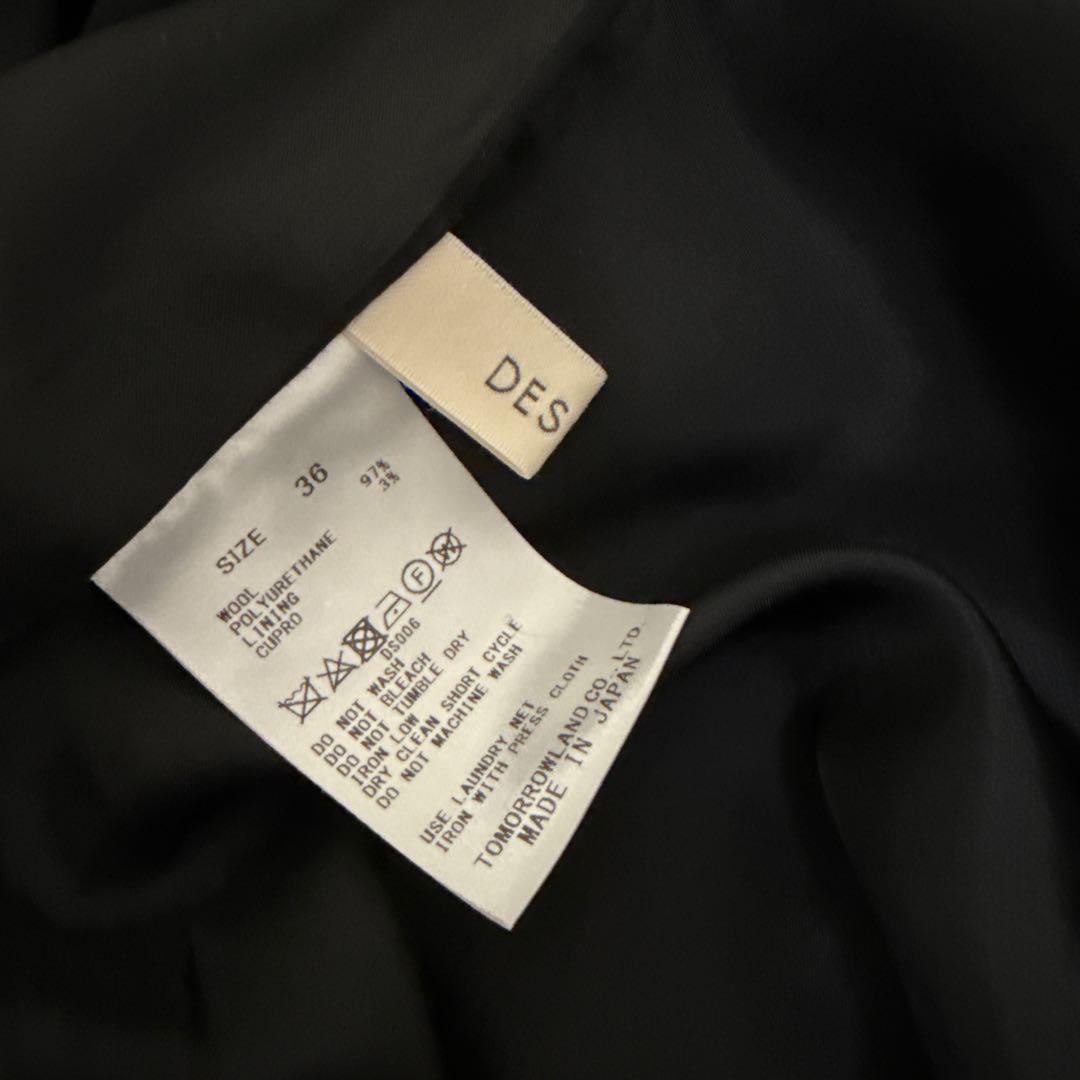 DES
SIZE 36
WOOL 97%
POLYURETHANE 3%
LINING
CUPRO
F W
DS006
DO NOT WASH
DO NOT BLEACH
DO NOT TUMBLE DRY
IRON LOW
DRY CLEAN SHORT CYCLE
DO NOT MACHINE WASH
USE LAUNDRY NET
IRON WITH PRESS CLOTH
TOMORROWLAND CO., LTD.
MADE IN JAPAN